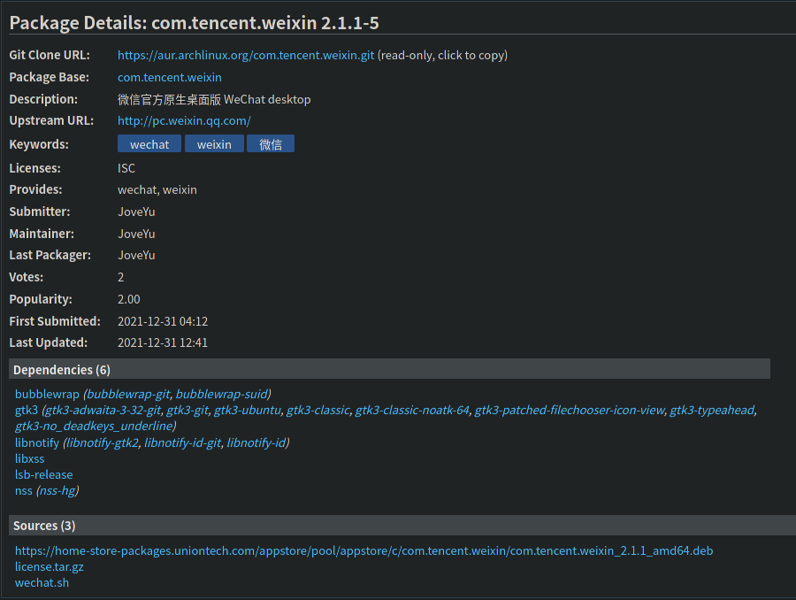 Package Details: com.tencent.weixin 2.1.1-5
Git Clone URL: https://aur.archlinux.org/com.tencent.weixin.git (read-only, click to copy)
Package Base: com.tencent.weixin
Description: 微信官方原生桌面版 WeChat desktop
Upstream URL: http://pc.weixin.qq.com/
Keywords: wechat weixin 微信
Licenses: ISC
Provides: wechat, weixin
Submitter: JoveYu
Maintainer: JoveYu
Last Packager: JoveYu
Votes: 2
Popularity: 2.00
First Submitted: 2021-12-31 04:12
Last Updated: 2021-12-31 12:41
Dependencies (6)
bubblewrap (bubblewrap-git, bubblewrap-suid)
gtk3 (gtk3-adwaita-3-32-git, gtk3-git, gtk3-ubuntu, gtk3-classic, gtk3-classic-noatk-64, gtk3-patched-filechooser-icon-view, gtk3-typeahead,
gtk3-no_deadkeys_underline)
libnotify (libnotify-gtk2, libnotify-id-git, libnotify-id)
libxss
lsb-release
nss (nss-hg)
Sources (3)
https://home-store-packages.uniontech.com/appstore/pool/appstore/c/com.tencent.weixin/com.tencent.weixin_2.1.1_amd64.deb
license.tar.gz
wechat.sh